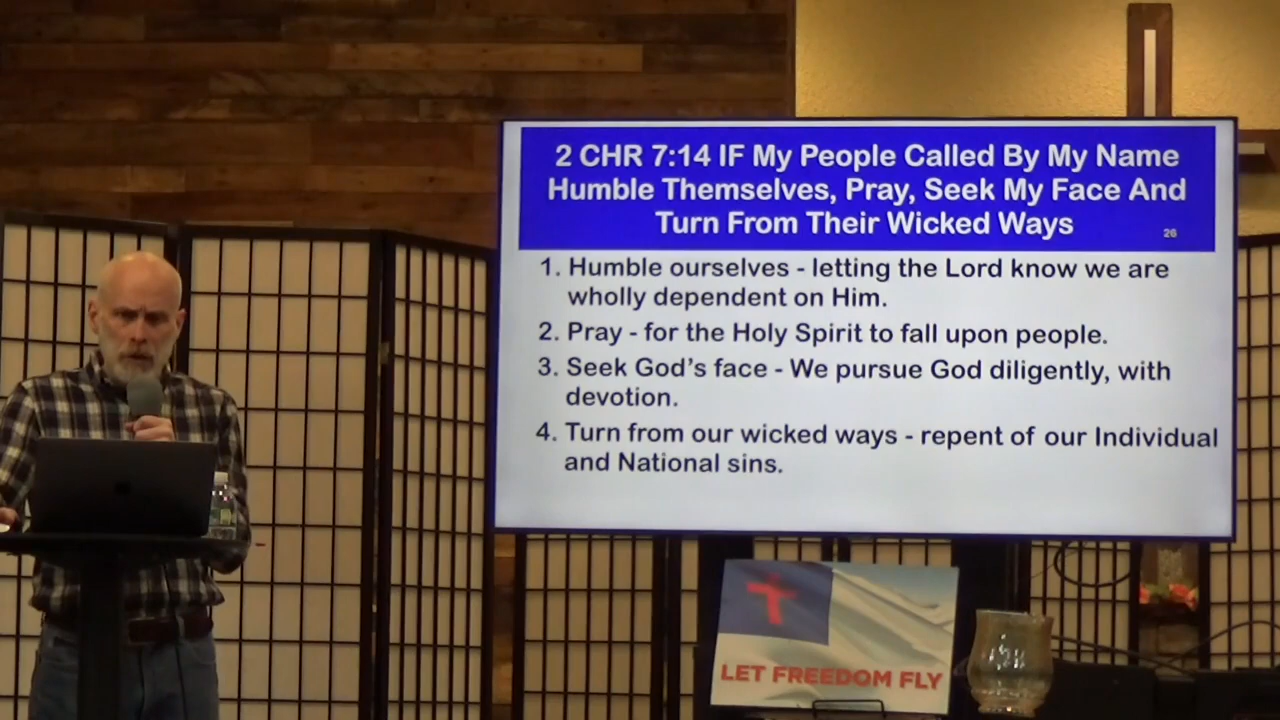 2 CHR 7:14 IF My People Called By My Name
Humble Themselves, Pray, Seek My Face And
Turn From Their Wicked Ways
26
1. Humble ourselves - letting the Lord know we are
wholly dependent on Him.
2. Pray - for the Holy Spirit to fall upon people.
3. Seek God's face - We pursue God diligently, with
devotion.
4. Turn from our wicked ways - repent of our Individual
and National sins.
LET FREEDOM FLY